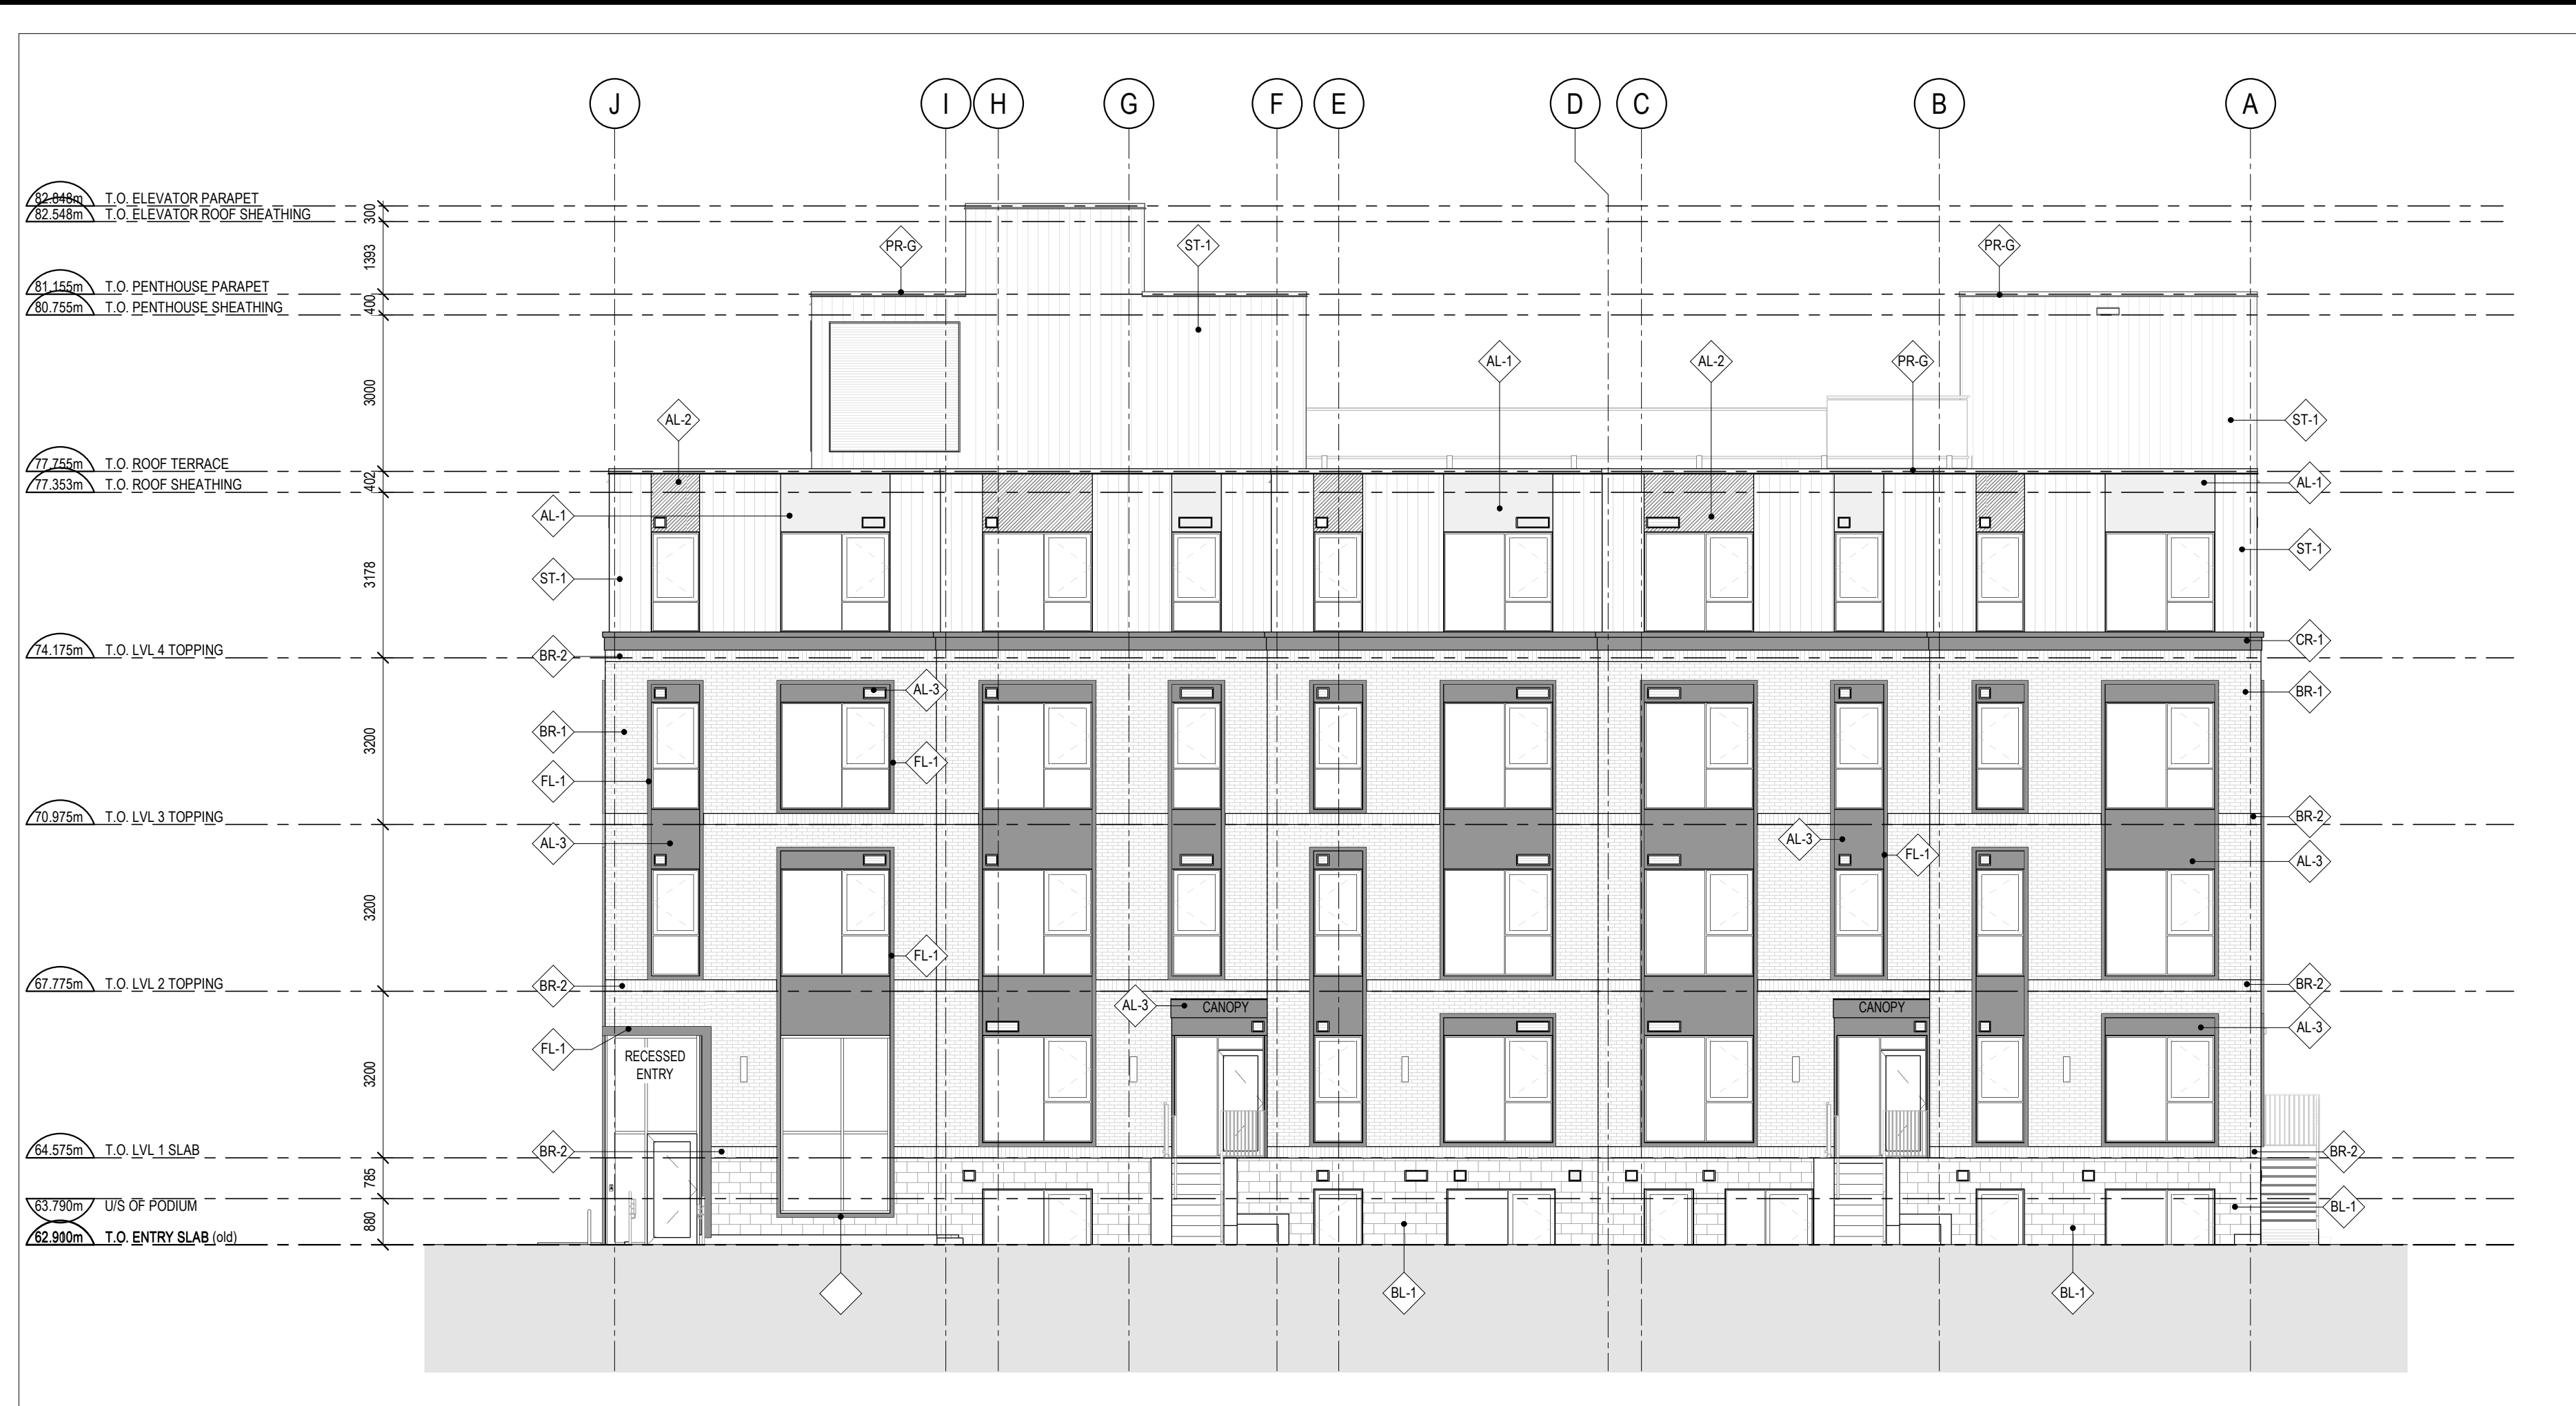 J I H G F E D C B A
82.848m T.O. ELEVATOR PARAPET
82.548m T.O. ELEVATOR ROOF SHEATHING
300
PR-G ST-1 PR-G
1393
81.155m T.O. PENTHOUSE PARAPET
80.755m T.O. PENTHOUSE SHEATHING
400
AL-1 AL-2 PR-G
3000
AL-2 ST-1
77.755m T.O. ROOF TERRACE
77.353m T.O. ROOF SHEATHING
402
AL-1
AL-1
ST-1
ST-1
3178
CR-1
74.175m T.O. LVL 4 TOPPING
BR-2
AL-3 BR-1
BR-1
3200
FL-1
FL-1
70.975m T.O. LVL 3 TOPPING
BR-2
AL-3 AL-3
FL-1 AL-3
3200
FL-1
67.775m T.O. LVL 2 TOPPING
BR-2 BR-2
AL-3 CANOPY CANOPY
AL-3
FL-1
RECESSED
ENTRY
3200
64.575m T.O. LVL 1 SLAB
BR-2 BR-2
785
63.790m U/S OF PODIUM
BL-1
880
62.900m T.O. ENTRY SLAB (old)
BL-1 BL-1